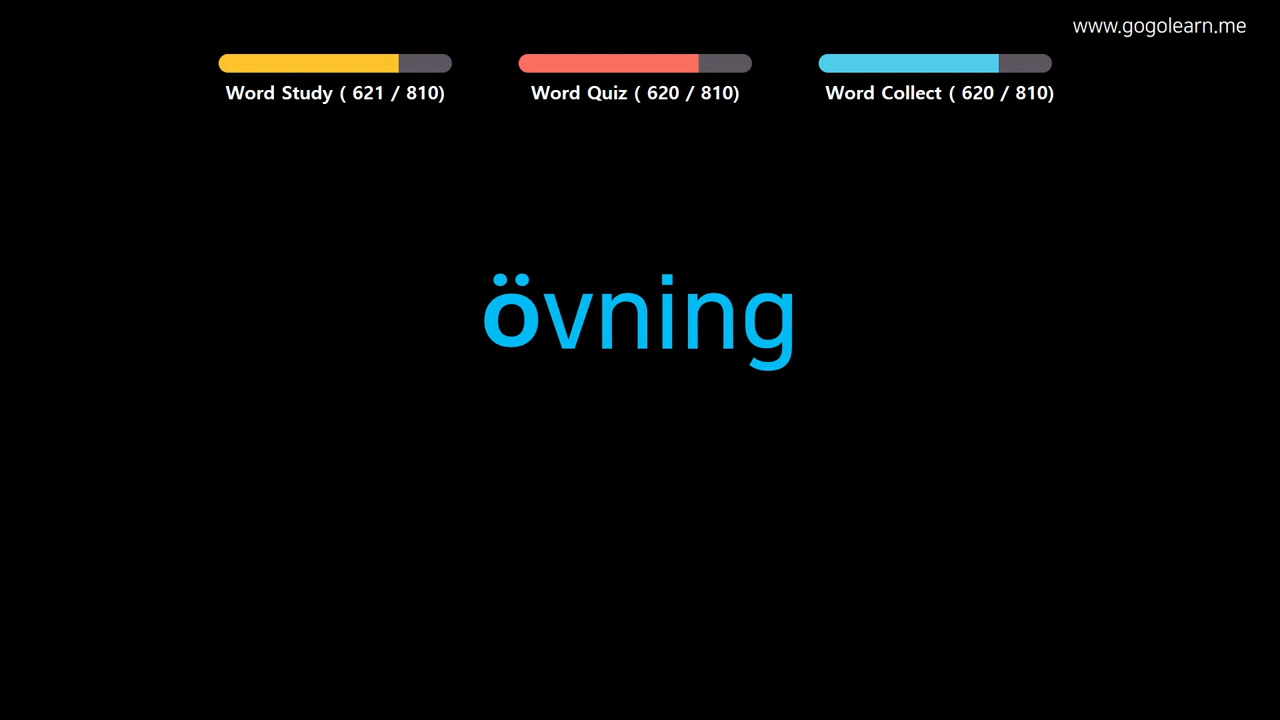 www.gogolearn.me
Word Study ( 621 / 810)
Word Quiz ( 620 / 810)
Word Collect ( 620 / 810)
övning